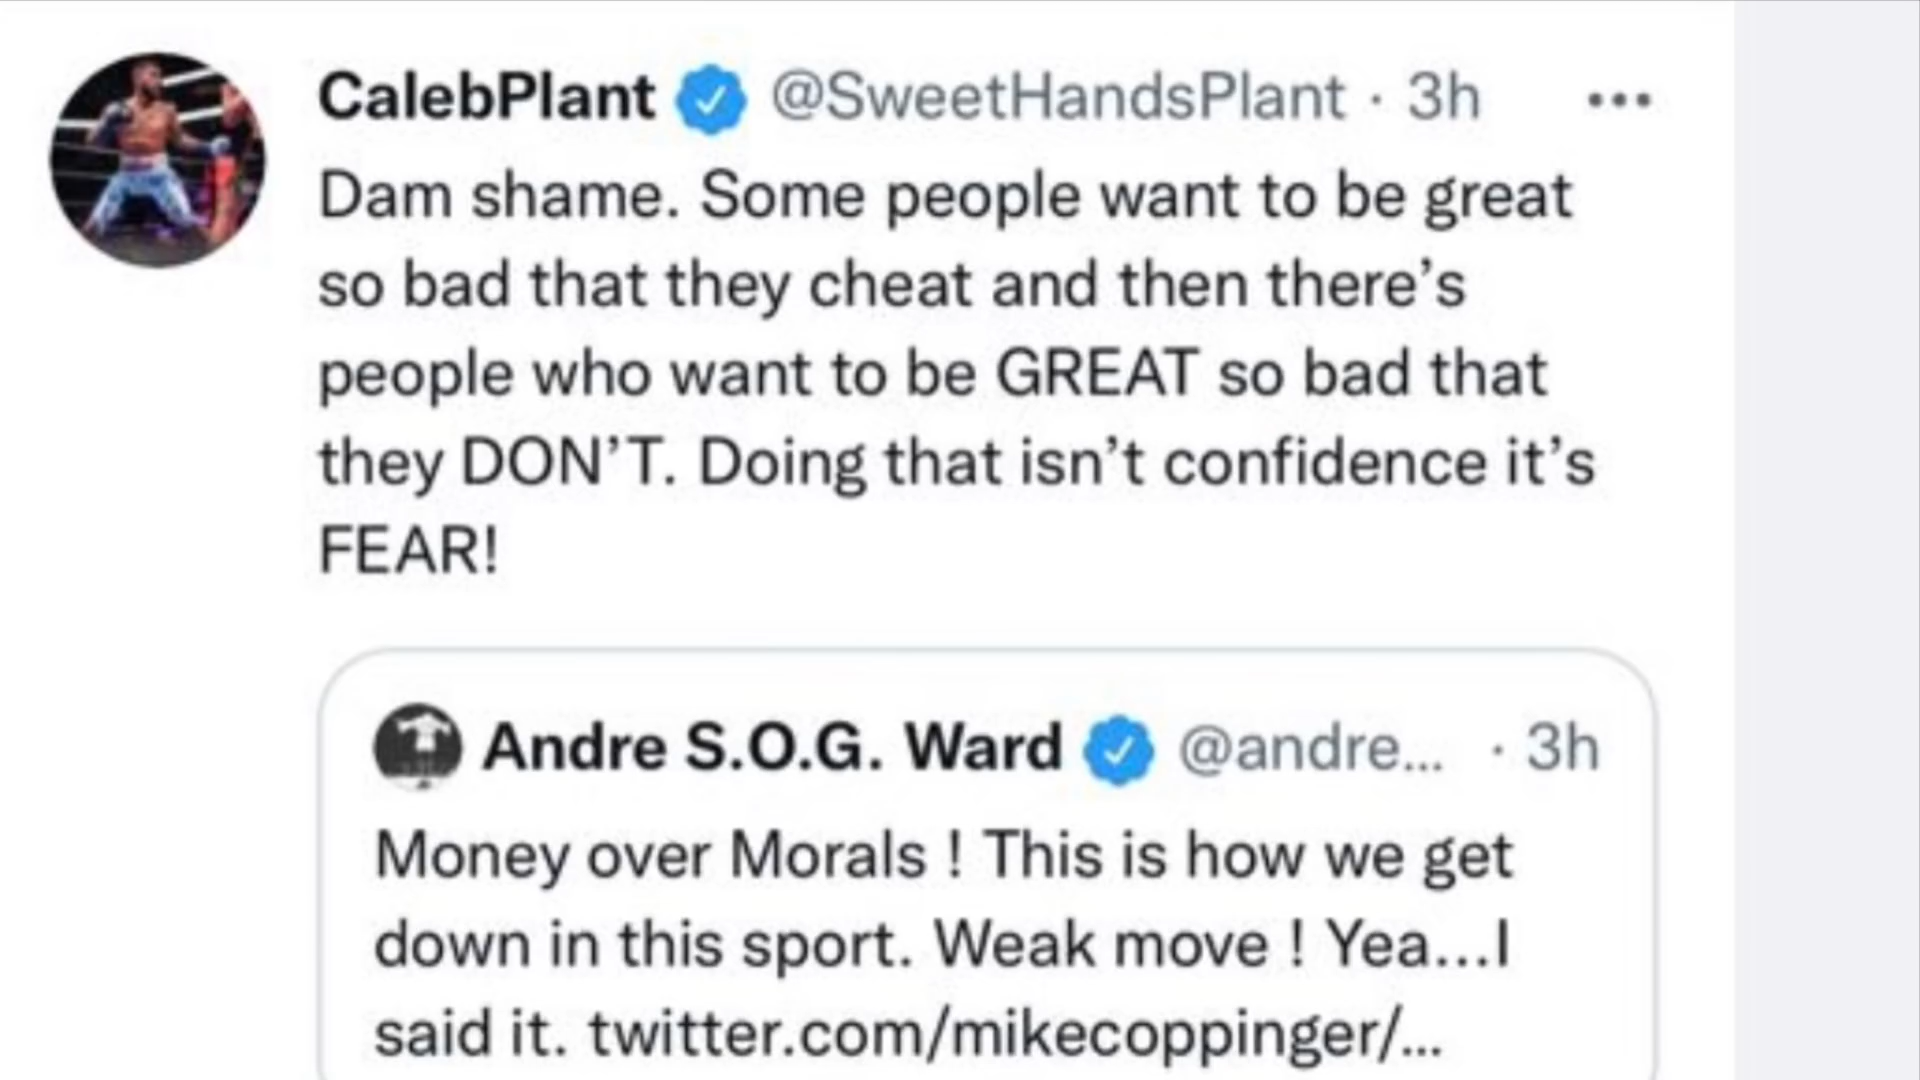 CalebPlant @SweetHandsPlant · 3h
Dam shame. Some people want to be great
so bad that they cheat and then there’s
people who want to be GREAT so bad that
they DON’T. Doing that isn’t confidence it’s
FEAR!
Andre S.O.G. Ward @andre... · 3h
Money over Morals ! This is how we get
down in this sport. Weak move ! Yea...I
said it. twitter.com/mikecoppinger/...